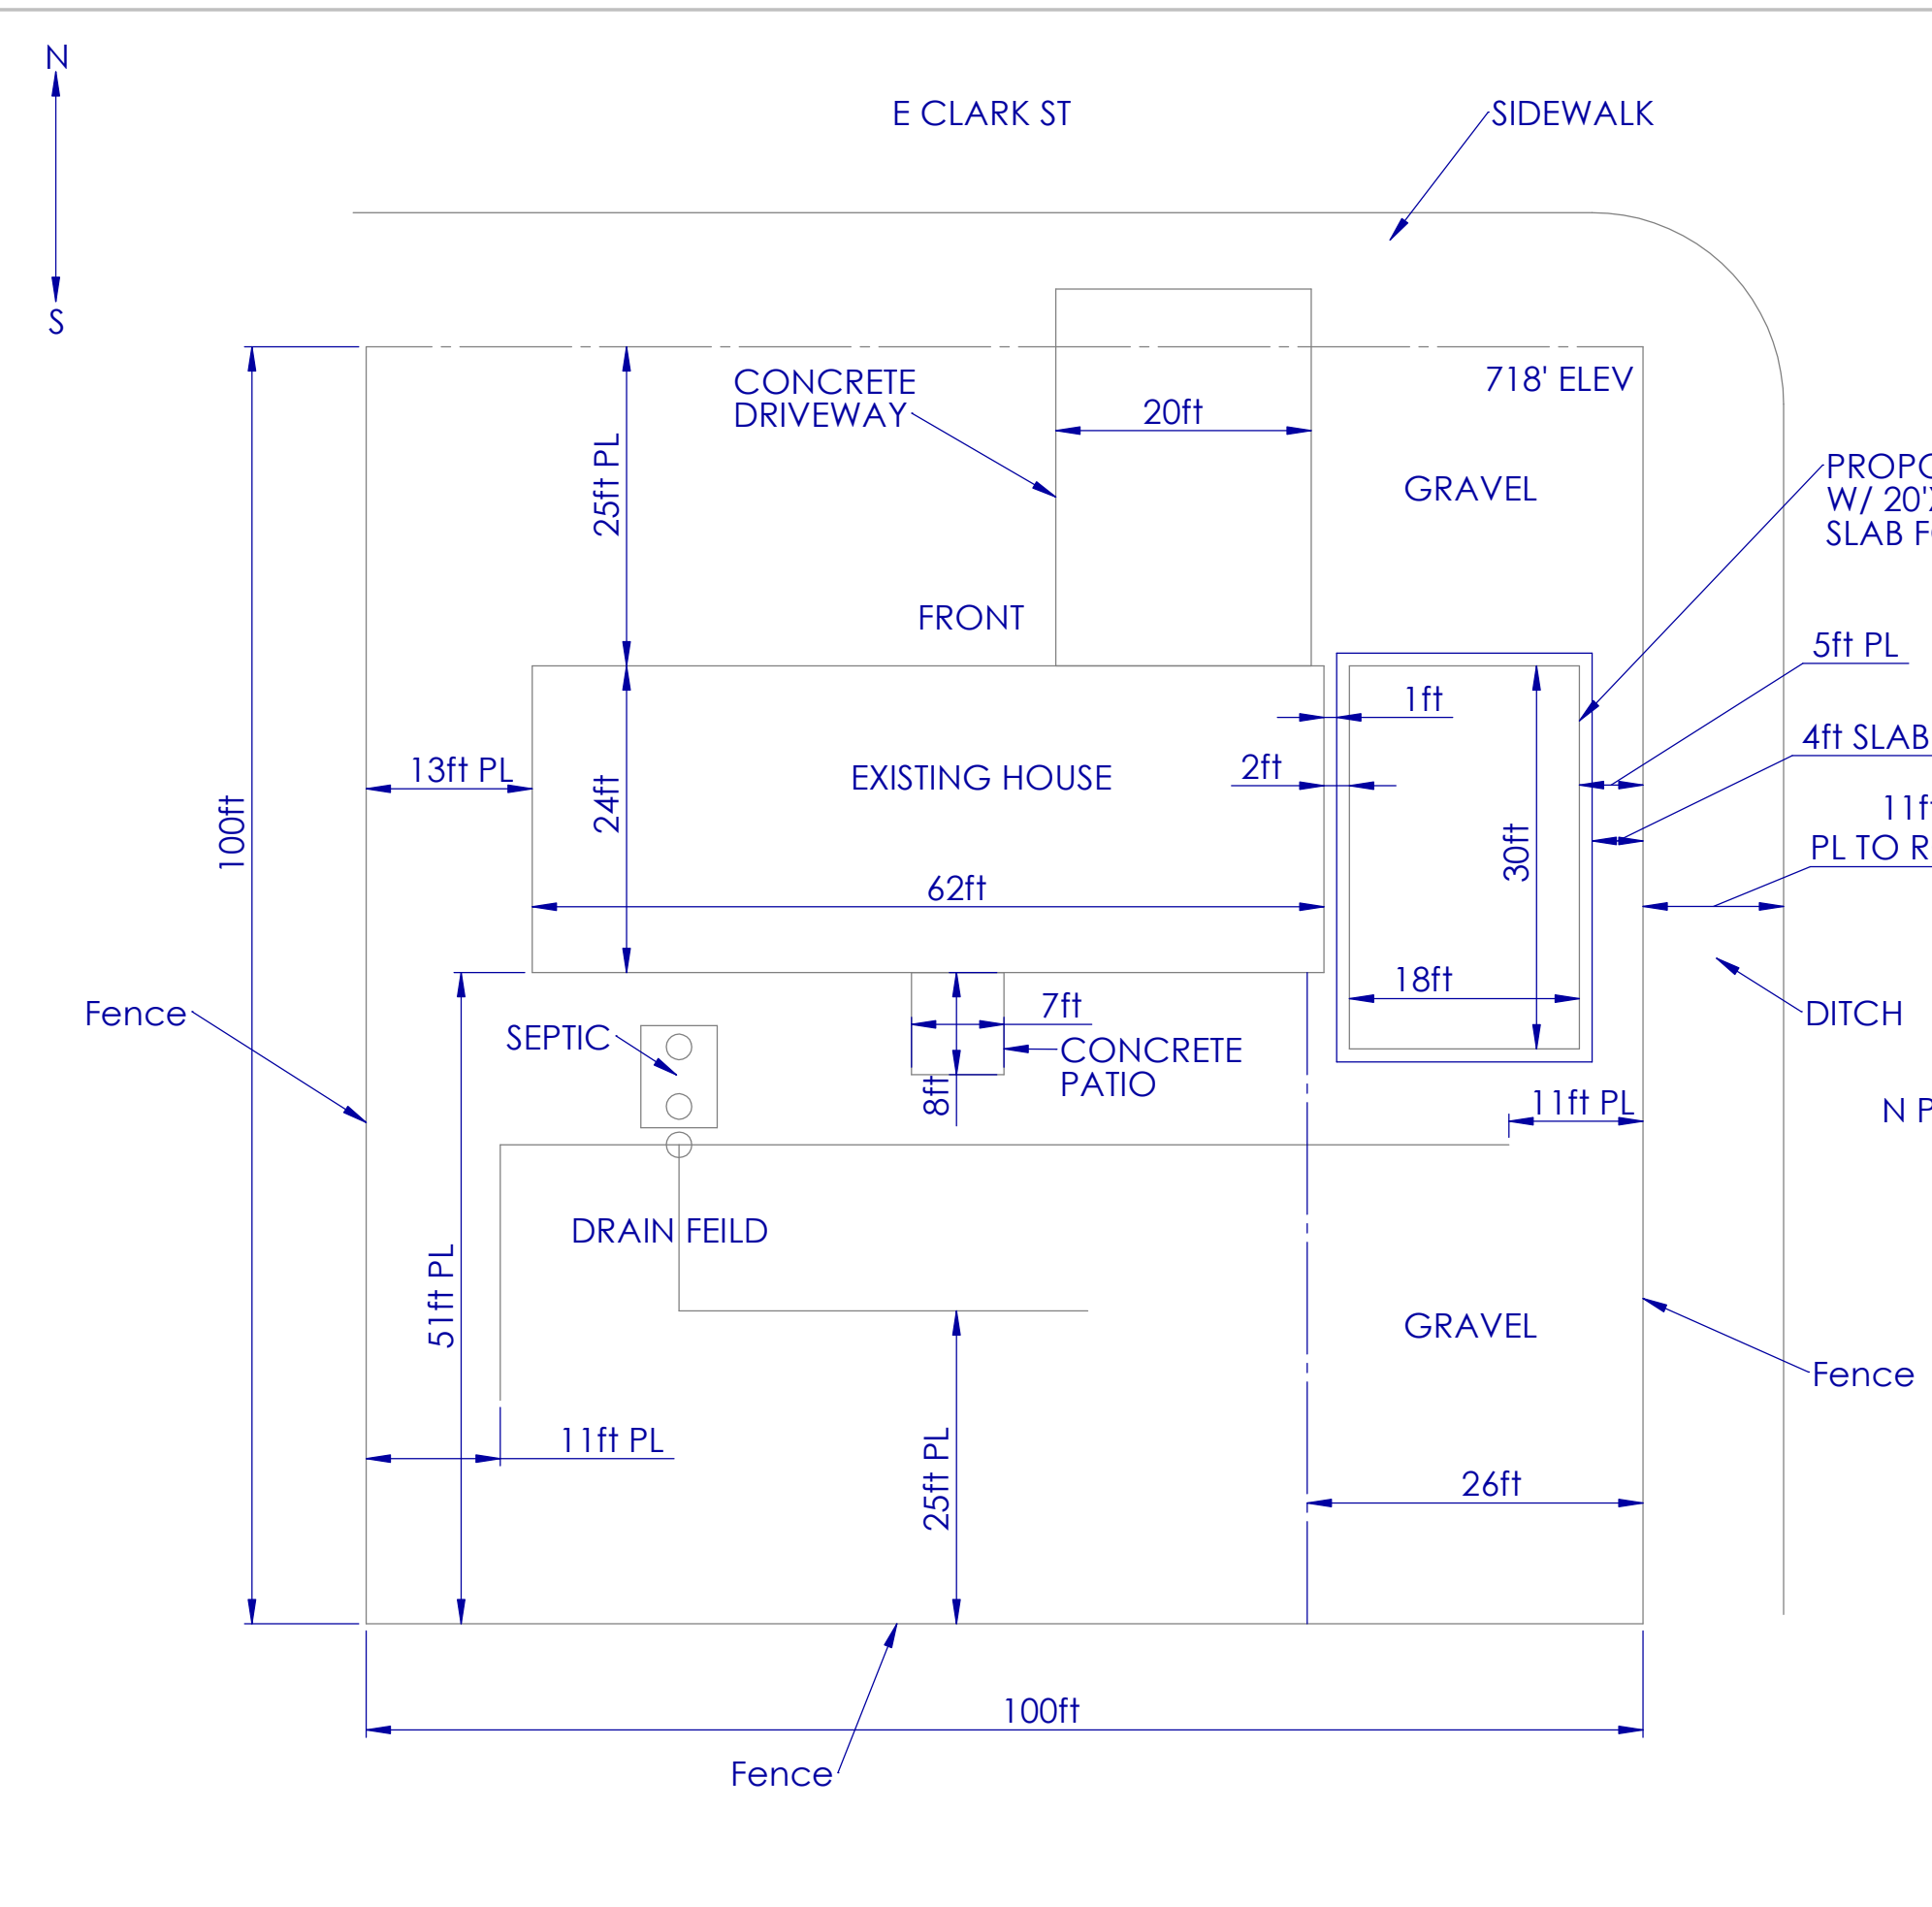 N
E CLARK ST
SIDEWALK
S
CONCRETE
DRIVEWAY
718' ELEV
20ft
25ft PL
GRAVEL
W/ 20'
SLAB
FRONT
5ft PL
1ft
4ft SLAB
13ft PL
EXISTING HOUSE
2ft
24ft
100ft
30ft
PL TO
62ft
18ft
Fence
SEPTIC
7ft
CONCRETE
PATIO
8ft
DITCH
11ft PL
N
DRAIN FEILD
51ft PL
GRAVEL
Fence
11ft PL
25ft PL
26ft
100ft
Fence